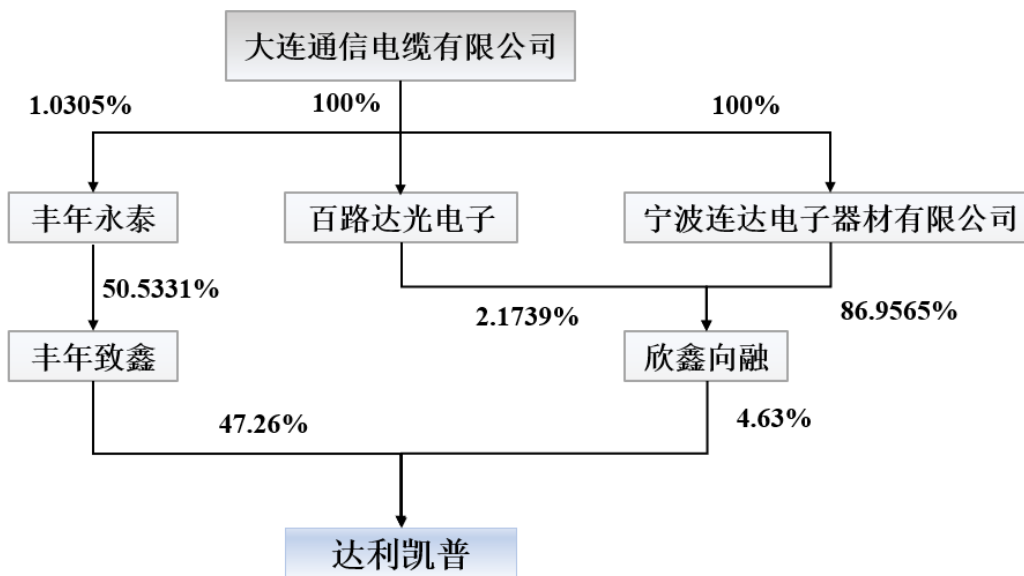 大连通信电缆有限公司
1.0305%
100%
100%
丰年永泰
百路达光电子
宁波连达电子器材有限公司
50.5331%
2.1739%
86.9565%
丰年致鑫
欣鑫向融
47.26%
4.63%
达利凯普